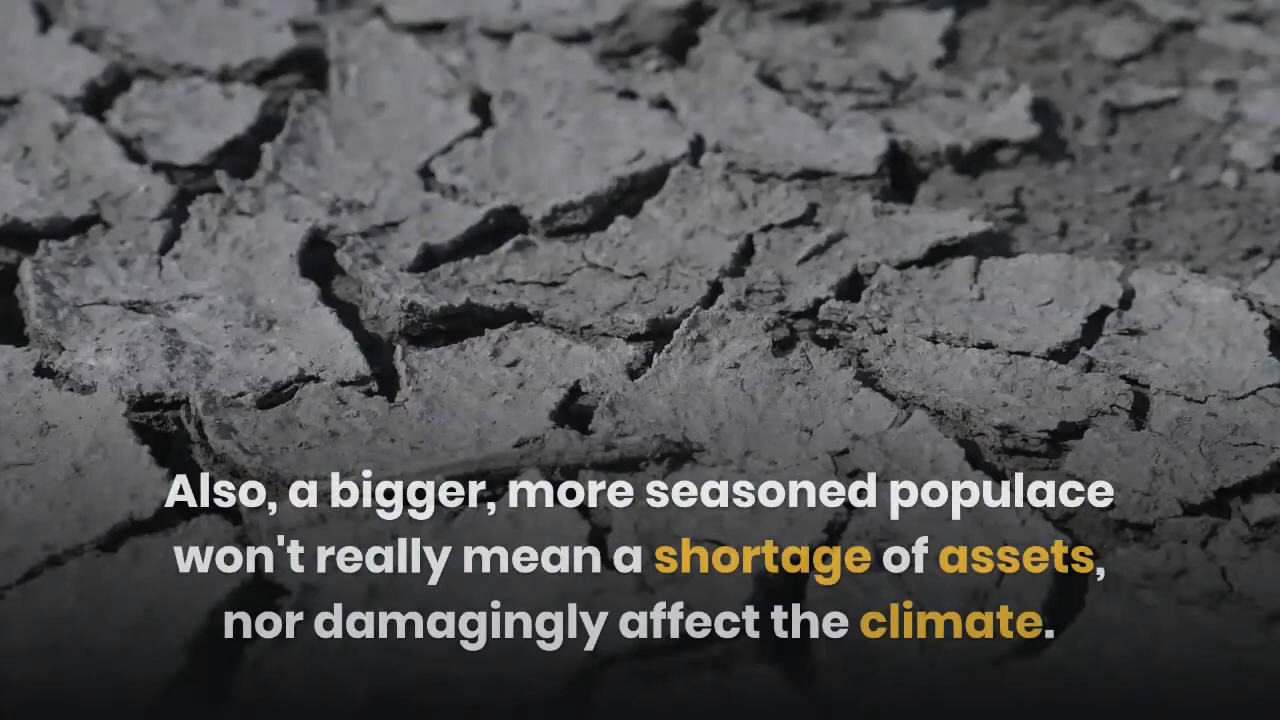 Also, a bigger, more seasoned populace
won't really mean a shortage of assets,
nor damagingly affect the climate.